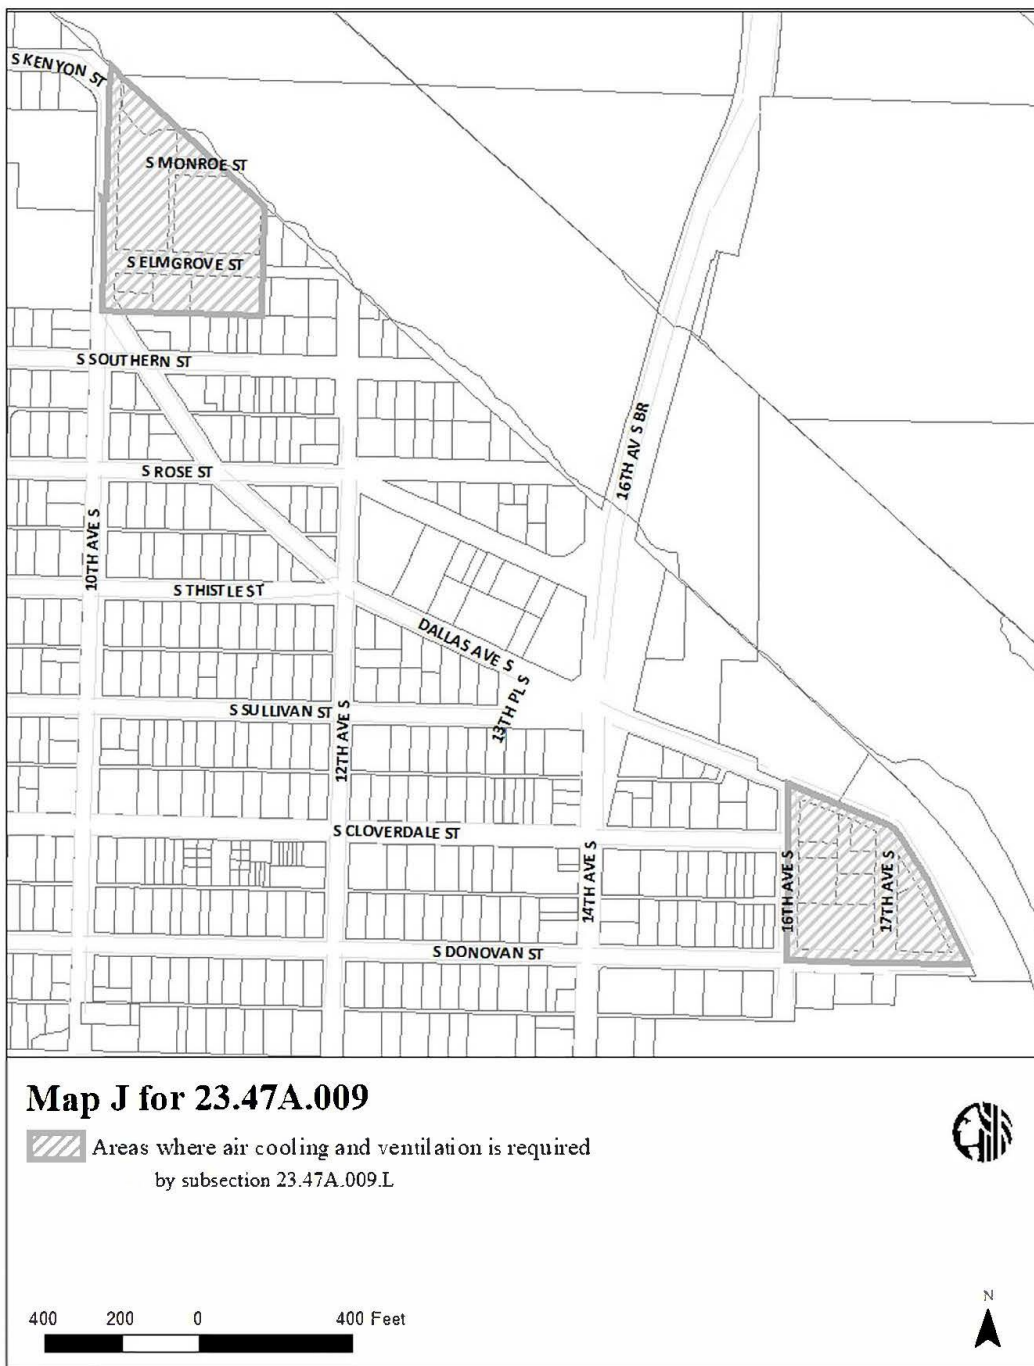 S KENYON ST
S MONROE ST
S ELMGROVE ST
S SOUTHERN ST
16TH AV S BR
S ROSE ST
10TH AVE S
S THISTLE ST
DALLAS AVE S
13TH PL S
S SULLIVAN ST
12TH AVE S
S CLOVERDALE ST
14TH AVE S
16TH AVE S
17TH AVE S
S DONOVAN ST
Map J for 23.47A.009
Areas where air cooling and ventilation is required
by subsection 23.47A.009.L
400 200 0 400 Feet
N